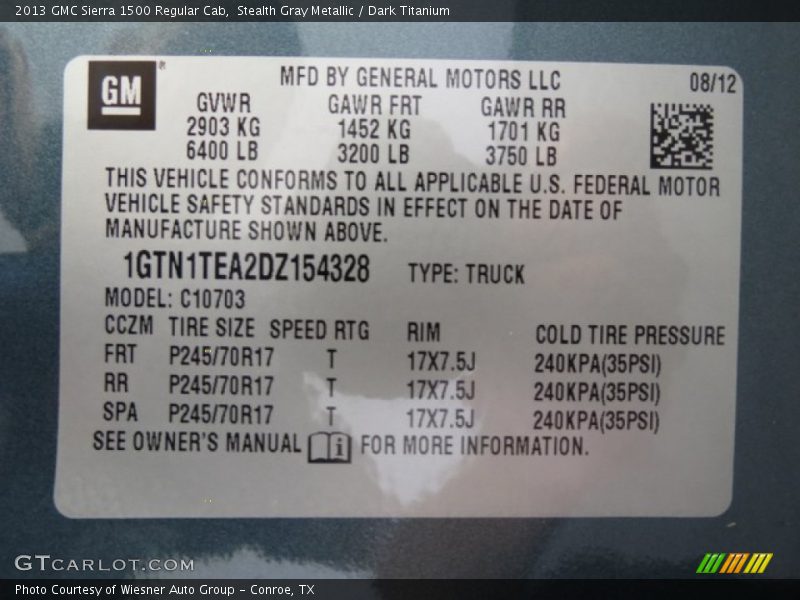 2013 GMC Sierra 1500 Regular Cab,  Stealth Gray Metallic / Dark Titanium
GM ®
MFD BY GENERAL MOTORS LLC 08/12
GVWR GAWR FRT GAWR RR
2903 KG 1452 KG 1701 KG
6400 LB 3200 LB 3750 LB
THIS VEHICLE CONFORMS TO ALL APPLICABLE U.S. FEDERAL MOTOR
VEHICLE SAFETY STANDARDS IN EFFECT ON THE DATE OF
MANUFACTURE SHOWN ABOVE.
1GTN1TEA2DZ154328 TYPE: TRUCK
MODEL: C10703
CCZM TIRE SIZE SPEED RTG RIM COLD TIRE PRESSURE
FRT P245/70R17 T 17X7.5J 240KPA(35PSI)
RR P245/70R17 T 17X7.5J 240KPA(35PSI)
SPA P245/70R17 T 17X7.5J 240KPA(35PSI)
SEE OWNER'S MANUAL i FOR MORE INFORMATION.
GTCARLOT.COM
Photo Courtesy of Wiesner Auto Group - Conroe, TX